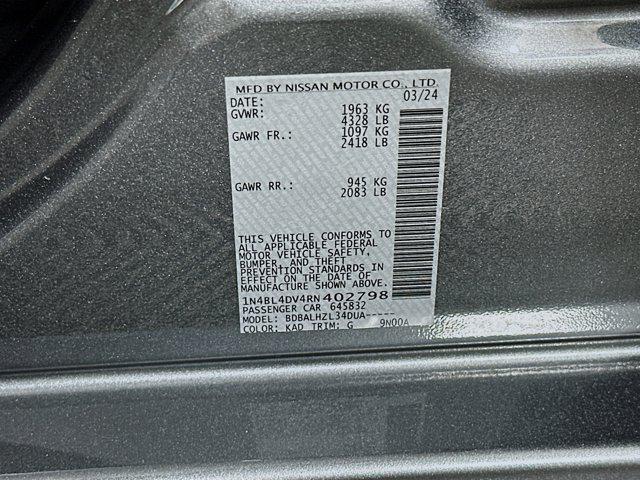 MFD BY NISSAN MOTOR CO., LTD.
DATE: 03/24
GVWR: 1963 KG
4328 LB
GAWR FR.: 1097 KG
2418 LB
GAWR RR.: 945 KG
2083 LB
THIS VEHICLE CONFORMS TO
ALL APPLICABLE FEDERAL
MOTOR VEHICLE SAFETY,
BUMPER, AND THEFT
PREVENTION STANDARDS IN
EFFECT ON THE DATE OF
MANUFACTURE SHOWN ABOVE.
1N4BL4DV4RN402798
PASSENGER CAR 645832
MODEL: BDBALHZL34DUA-----
COLOR: KAD TRIM: G 9N00A